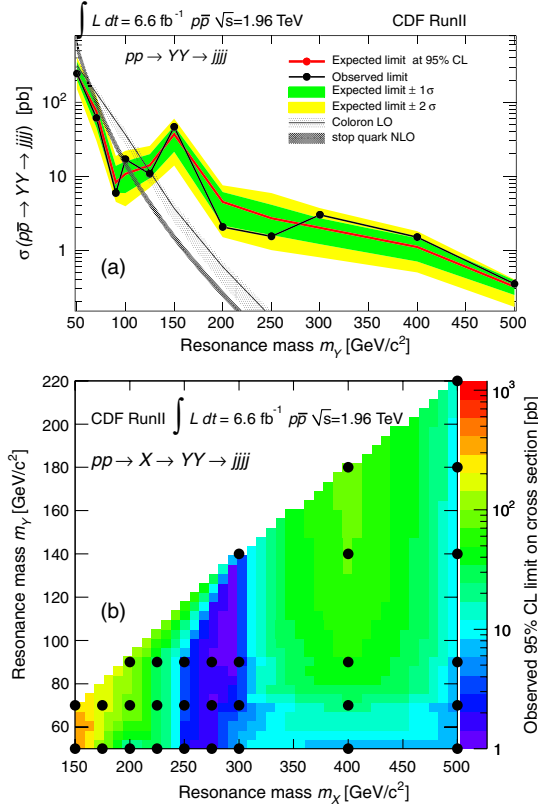 ∫ L dt = 6.6 fb⁻¹ pp̅ √s=1.96 TeV CDF RunII
pp → YY → jjjj
Expected limit at 95% CL
Observed limit
Expected limit ± 1 σ
Expected limit ± 2 σ
Coloron LO
stop quark NLO
σ (pp̅ → YY → jjjj) [pb]
10²
10
1
(a)
50 100 150 200 250 300 350 400 450 500
Resonance mass m_Y [GeV/c²]
CDF RunII ∫ L dt = 6.6 fb⁻¹ pp̅ √s=1.96 TeV
pp → X → YY → jjjj
Resonance mass m_Y [GeV/c²]
220
180
140
100
80
60
(b)
150 200 250 300 350 400 450 500
Resonance mass m_X [GeV/c²]
10³
10²
10
1
Observed 95% CL limit on cross section [pb]